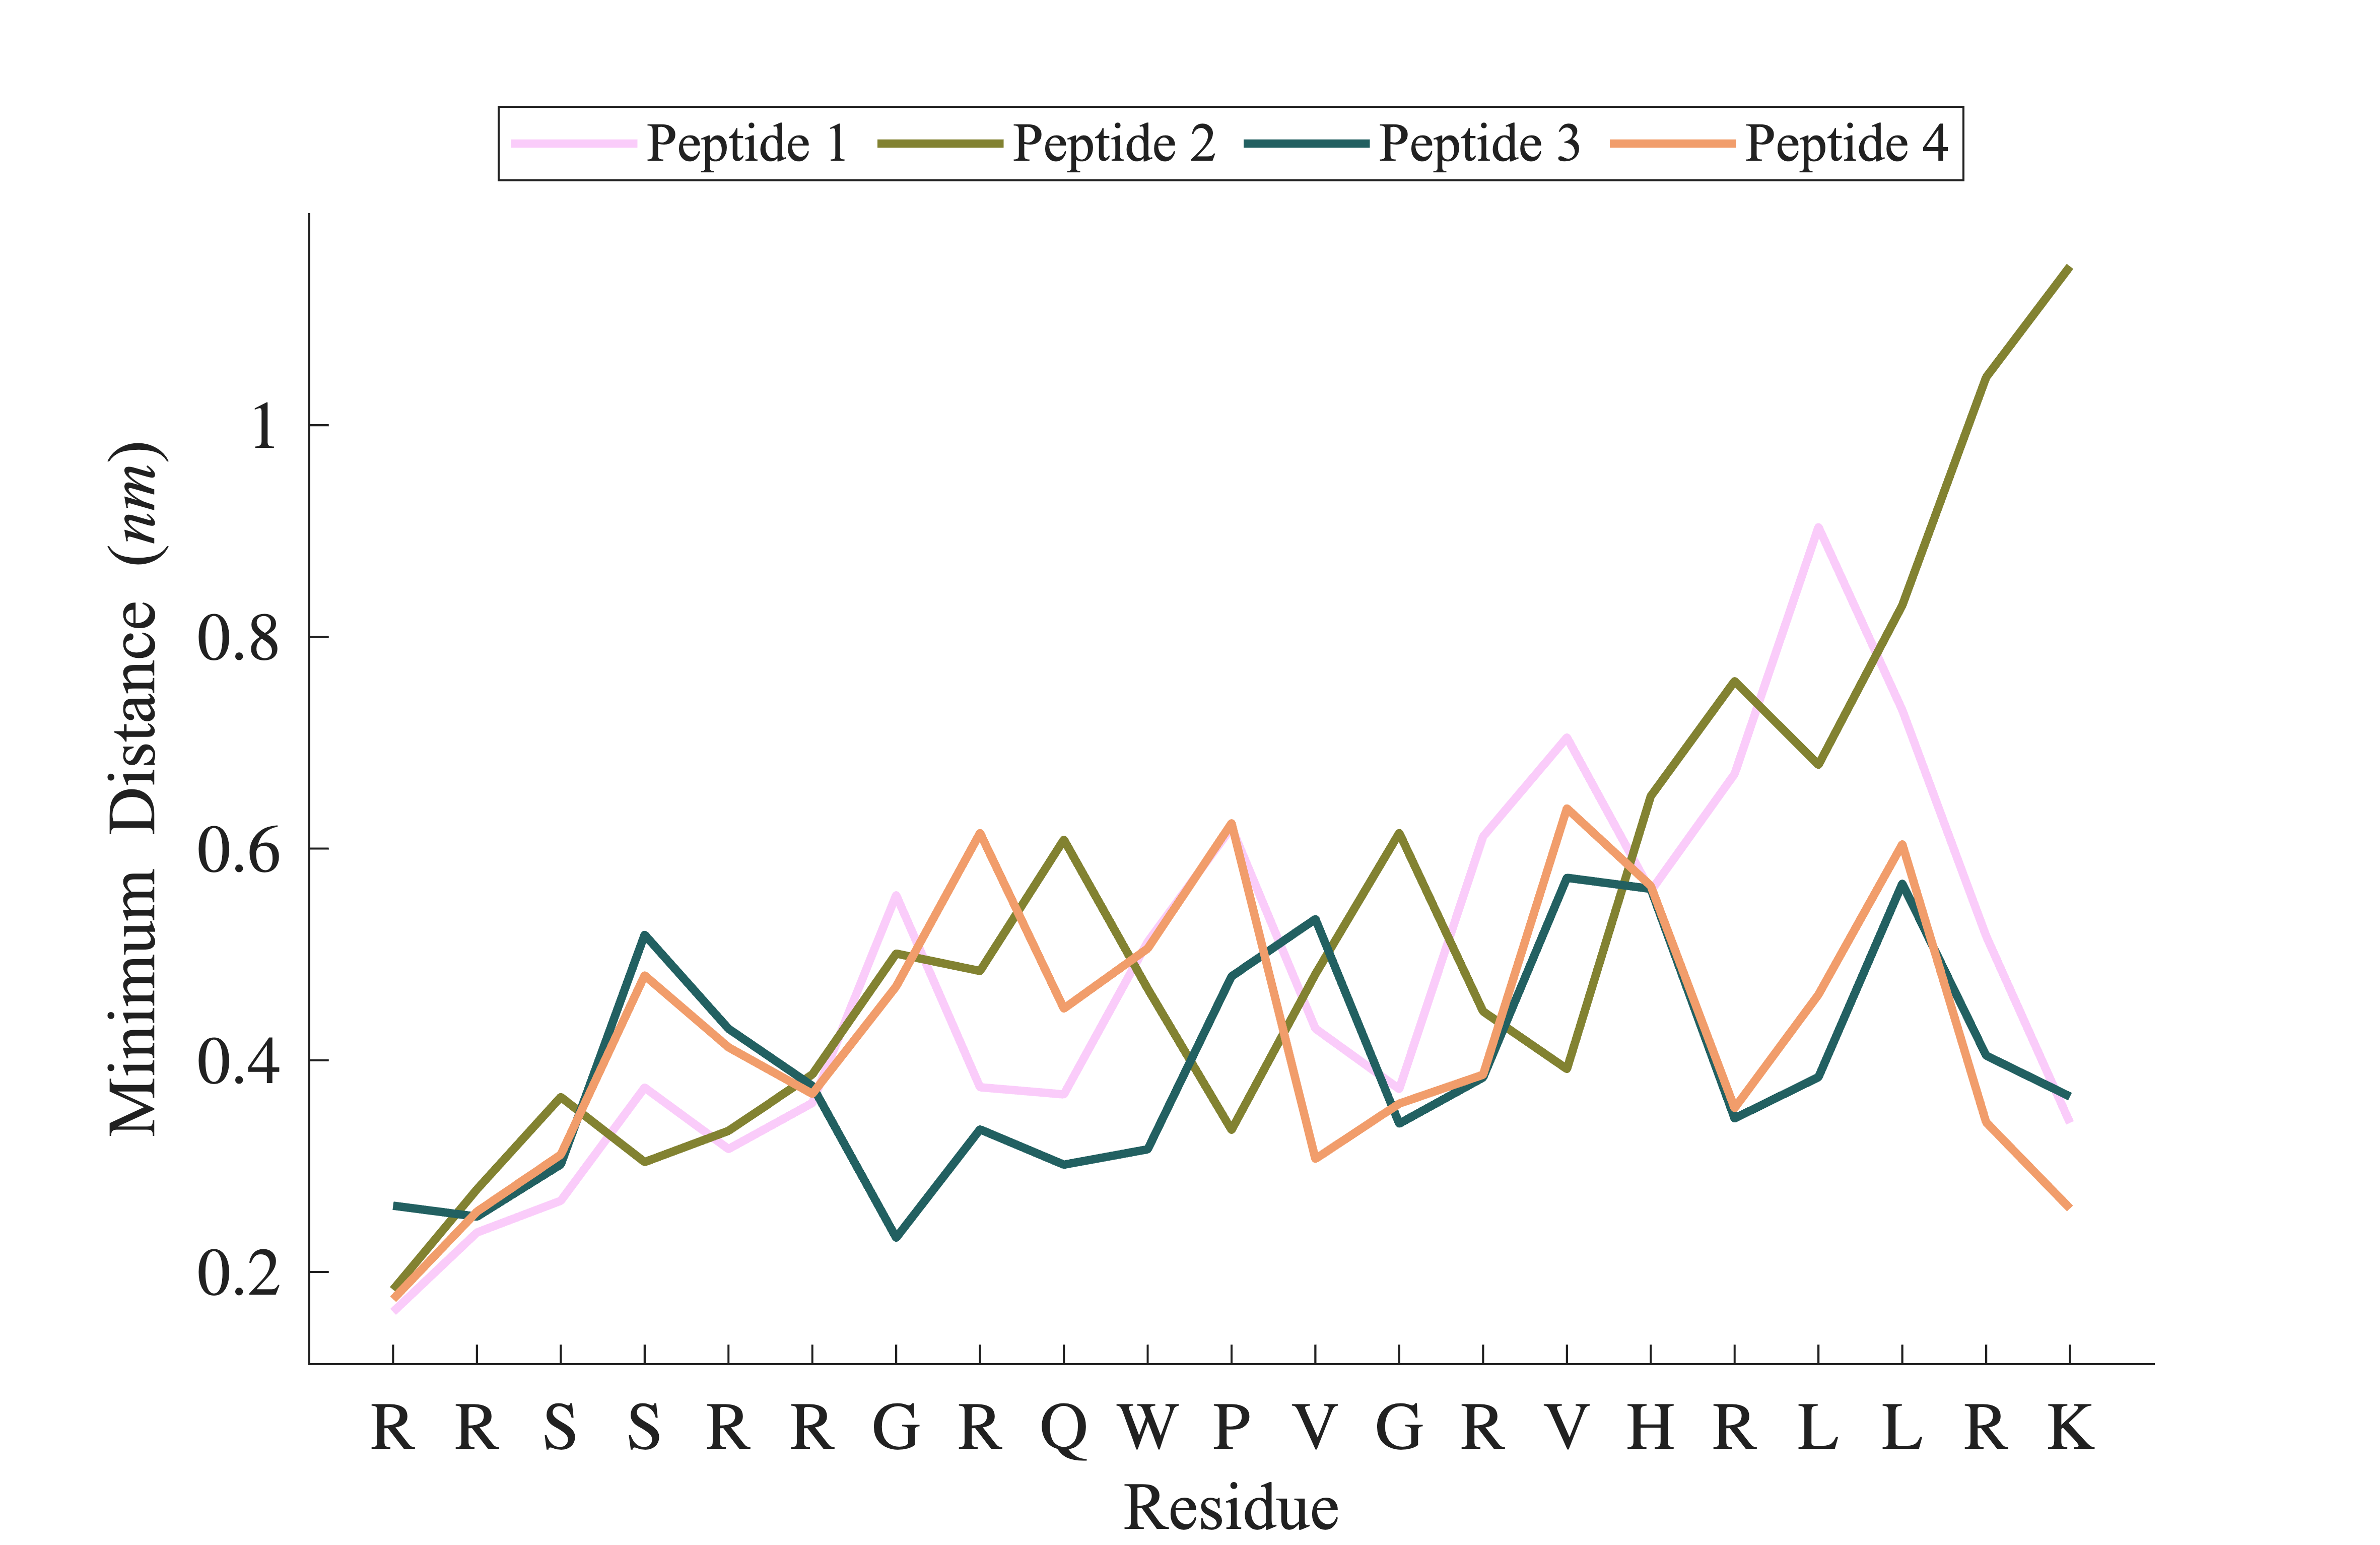 Peptide 1 Peptide 2 Peptide 3 Peptide 4
Minimum Distance (nm)
1
0.8
0.6
0.4
0.2
R R S S R R G R Q W P V G R V H R L L R K
Residue